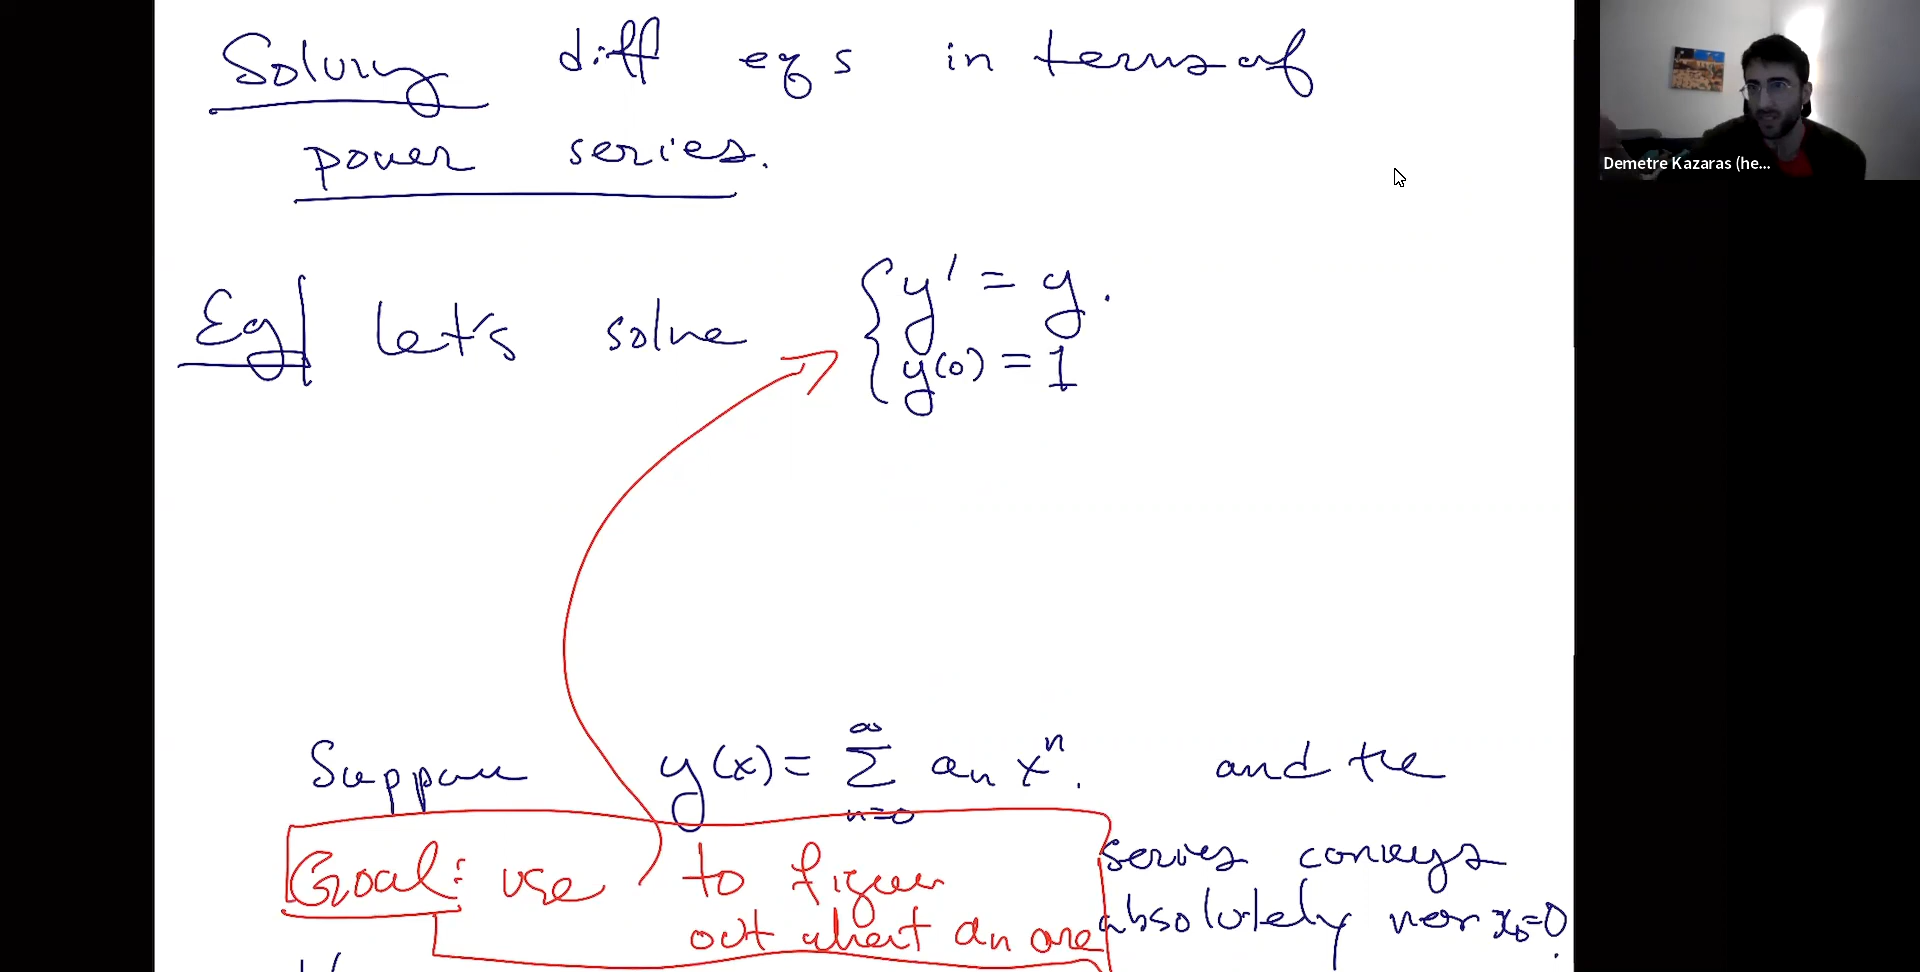 Solving diff eqs in terms of
power series.
Eg Let's solve { y' = y.
y(0) = 1
Suppose y(x) = ∑_{n=0}^{∞} a_n x^n. and the
series converges
absolutely near x_0=0.
Goal: use to figure
out what a_n are
Demetre Kazaras (he...